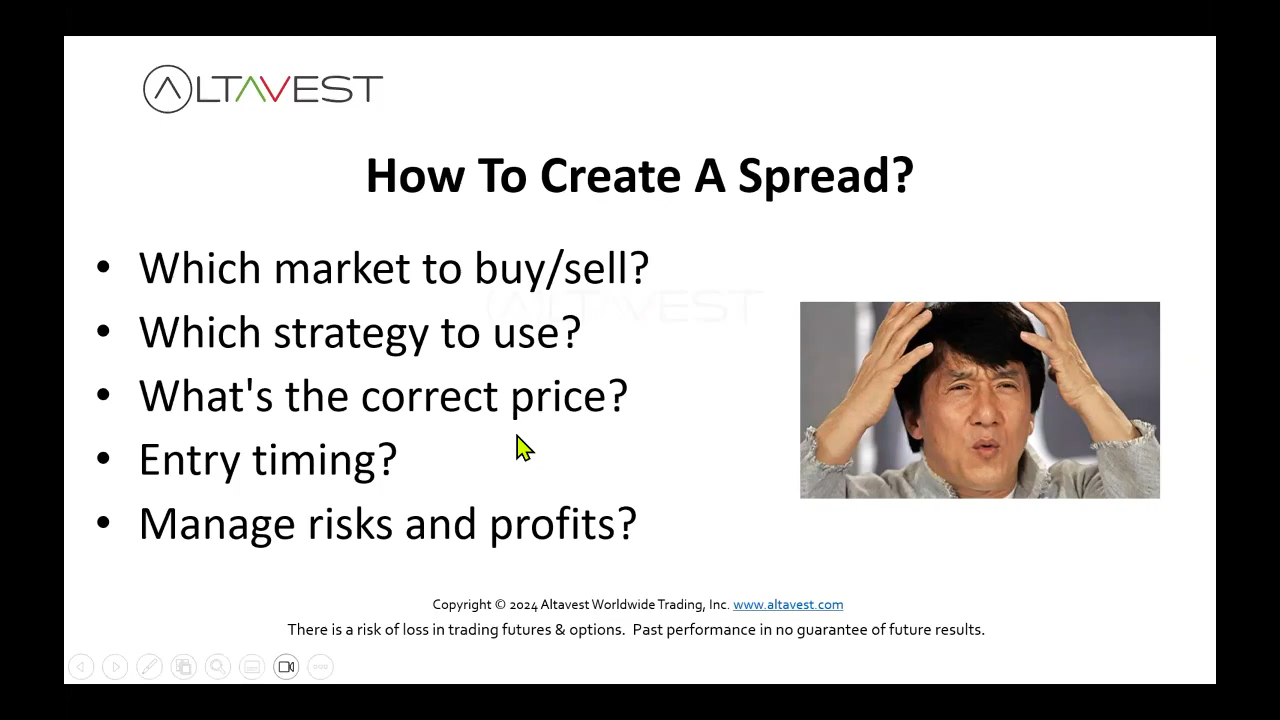 ALTAVEST
How To Create A Spread?
• Which market to buy/sell?
ALTAVEST
• Which strategy to use?
• What's the correct price?
• Entry timing?
• Manage risks and profits?
Copyright © 2024 Altavest Worldwide Trading, Inc. www.altavest.com
There is a risk of loss in trading futures & options. Past performance in no guarantee of future results.